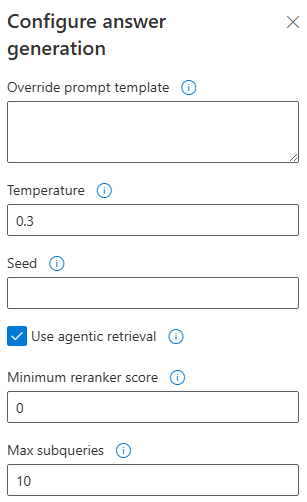 Configure answer
generation
Override prompt template
Temperature
0.3
Seed
Use agentic retrieval
Minimum reranker score
0
Max subqueries
10